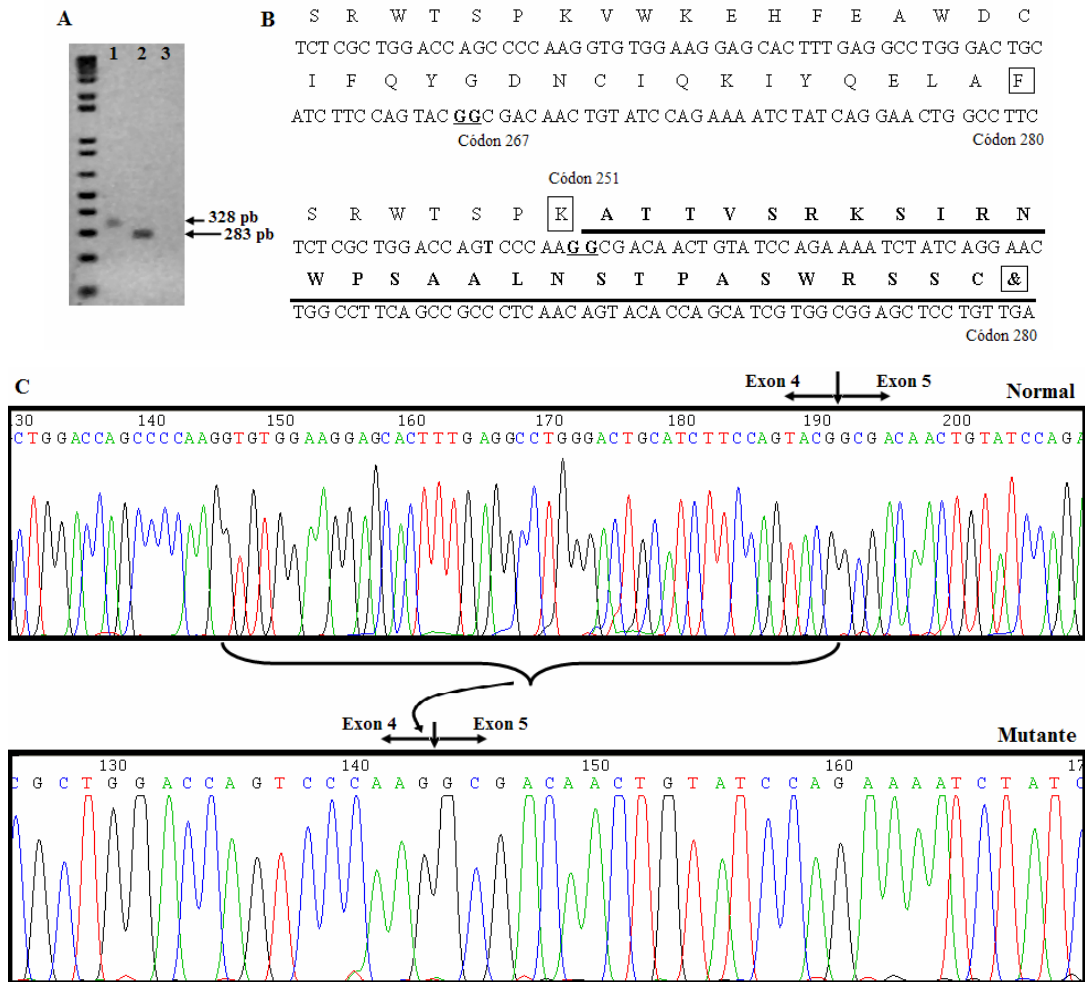 A
1 2 3
328 pb
283 pb
B
S R W T S P K V W K E H F E A W D C
TCT CGC TGG ACC AGC CCC AAG GTG TGG AAG GAG CAC TTT GAG GCC TGG GAC TGC
I F Q Y G D N C I Q K I Y Q E L A F
ATC TTC CAG TAC GGC GAC AAC TGT ATC CAG AAA ATC TAT CAG GAA CTG GCC TTC
Códon 267
Códon 280
Códon 251
S R W T S P K A T T V S R K S I R N
TCT CGC TGG ACC AGT CCC AAG GCG ACA ACT GTA TCC AGA AAA TCT ATC AGG AAC
W P S A A L N S T P A S W R S S C &
TGG CCT TCA GCC GCC CTC AAC AGT ACA CCA GCA TCG TGG CGG AGC TCC TGT TGA
Códon 280
C
Exon 4 Exon 5
Normal
130 140 150 160 170 180 190 200
CTGGACCAGCCCCAAGGTGTGGAAGGAGCACTTTGAGGCCTGGGACTGCATCTTCCAGTACGGCGACAACTGTATCCAGA
Exon 4 Exon 5
Mutante
130 140 150 160 170
CGCTGGACCAGTCCCAAGGCGACAACTGTATCCAGAAAATCTATC